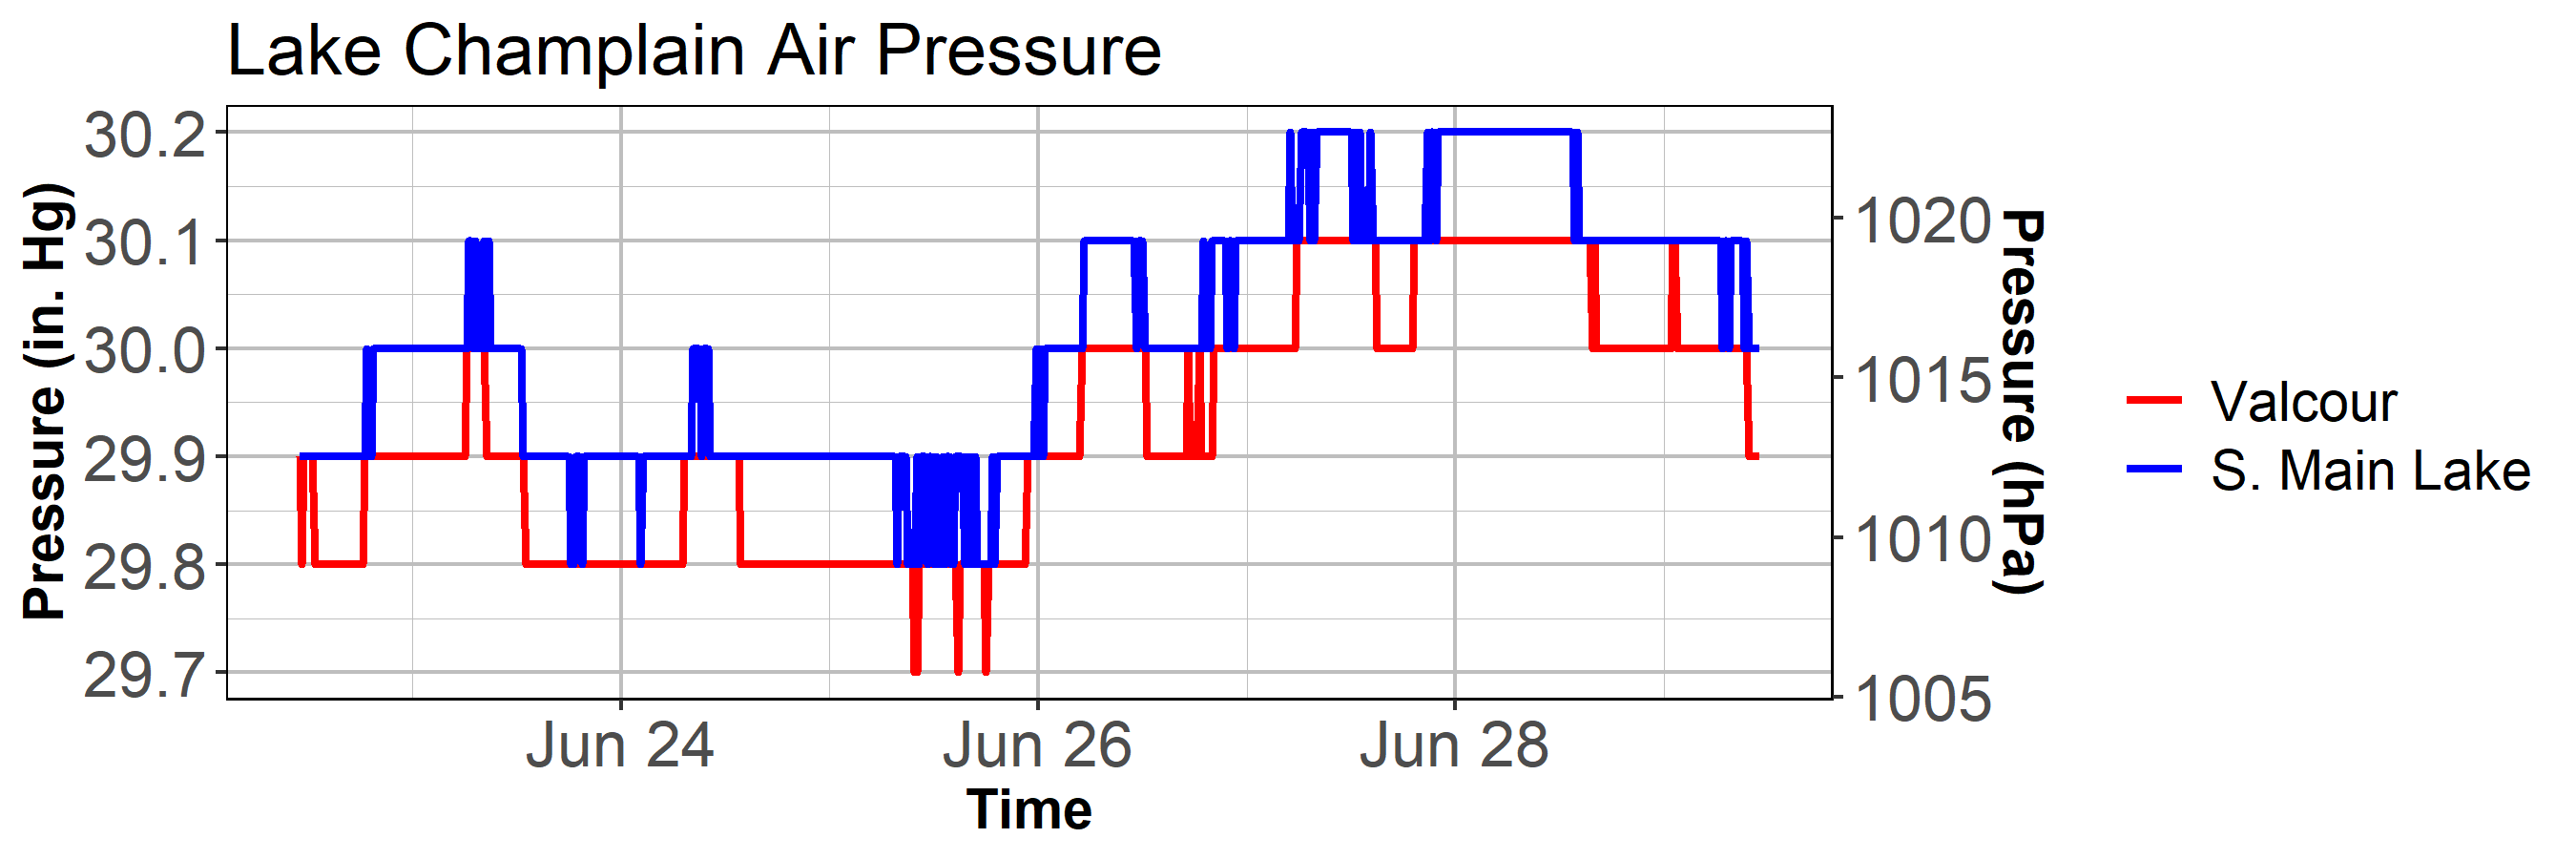 Lake Champlain Air Pressure
Pressure (in. Hg)
30.2
30.1
30.0
29.9
29.8
29.7
Jun 24
Jun 26
Jun 28
Time
1020
1015
1010
1005
Pressure (hPa)
Valcour
S. Main Lake